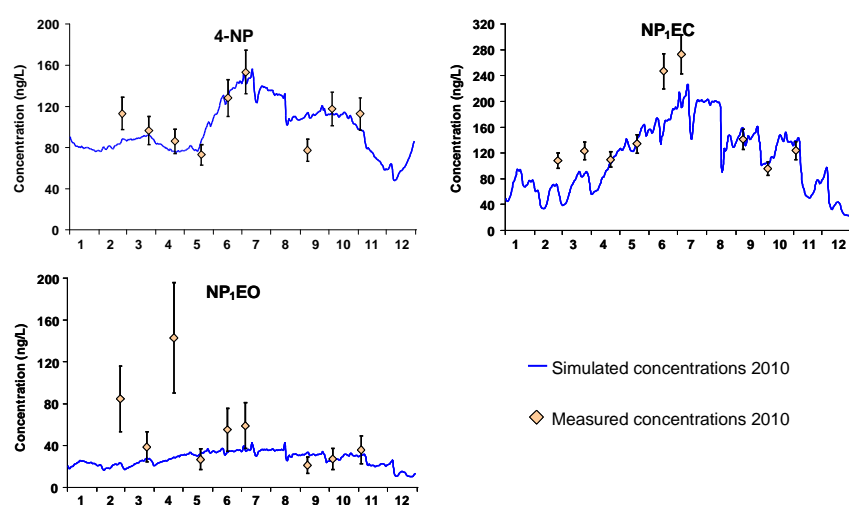 4-NP
Concentration (ng/L)
200
160
120
80
40
0
1 2 3 4 5 6 7 8 9 10 11 12
NP₁EC
Concentration (ng/L)
320
280
240
200
160
120
80
40
0
1 2 3 4 5 6 7 8 9 10 11 12
NP₁EO
Concentration (ng/L)
200
160
120
80
40
0
1 2 3 4 5 6 7 8 9 10 11 12
Simulated concentrations 2010
Measured concentrations 2010